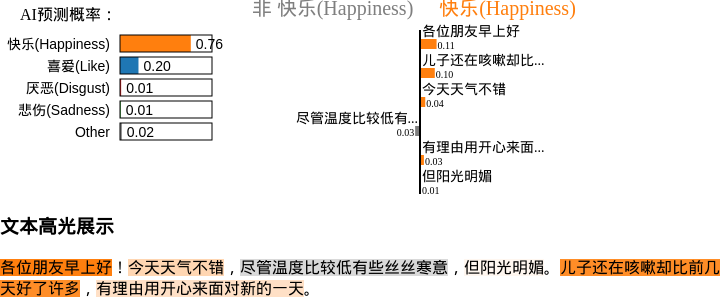 AI预测概率：
快乐(Happiness) 0.76
喜爱(Like) 0.20
厌恶(Disgust) 0.01
悲伤(Sadness) 0.01
Other 0.02
非 快乐(Happiness) 快乐(Happiness)
各位朋友早上好
0.11
儿子还在咳嗽却比...
0.10
今天天气不错
0.04
尽管温度比较低有...
0.03
有理由用开心来面...
0.03
但阳光明媚
0.01
文本高光展示
各位朋友早上好！今天天气不错，尽管温度比较低有些丝丝寒意，但阳光明媚。儿子还在咳嗽却比前几
天好了许多，有理由用开心来面对新的一天。